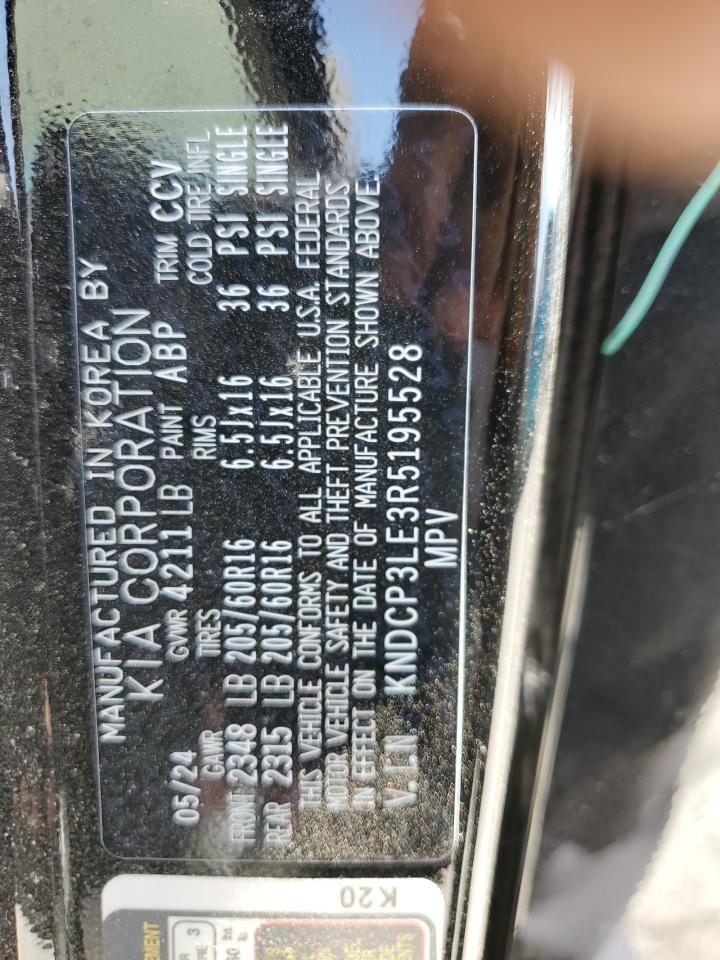 MANUFACTURED IN KOREA BY
KIA CORPORATION
05/24 GVWR 4211 LB PAINT ABP TRIM CCV
GAWR TIRES RIMS COLD TIRE INFL
FRONT 2348 LB 205/60R16 6.5Jx16 36 PSI SINGLE
REAR 2315 LB 205/60R16 6.5Jx16 36 PSI SINGLE
THIS VEHICLE CONFORMS TO ALL APPLICABLE U.S.A. FEDERAL
MOTOR VEHICLE SAFETY AND THEFT PREVENTION STANDARDS
IN EFFECT ON THE DATE OF MANUFACTURE SHOWN ABOVE.
V.I.N KNDCP3LE3R5195528
MPV
K20